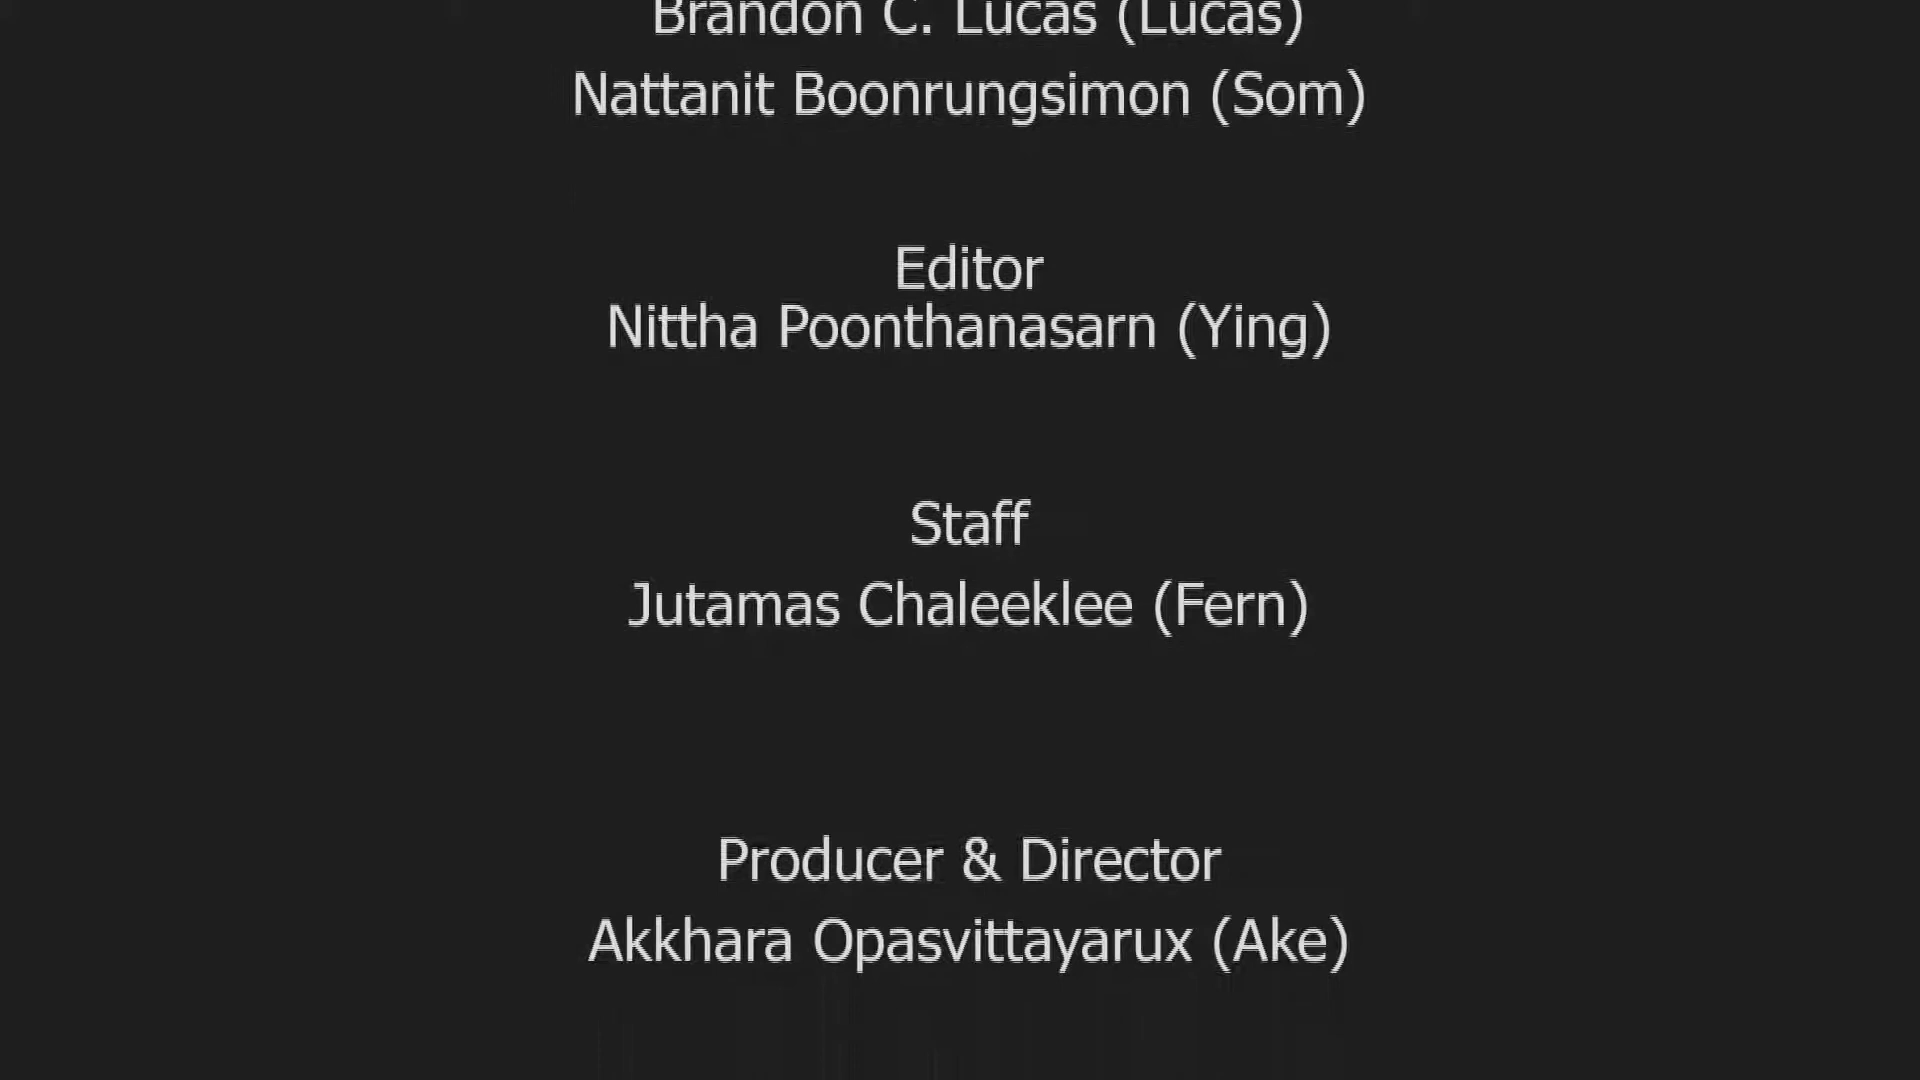 Brandon C. Lucas (Lucas)
Nattanit Boonrungsimon (Som)
Editor
Nittha Poonthanasarn (Ying)
Staff
Jutamas Chaleeklee (Fern)
Producer & Director
Akkhara Opasvittayarux (Ake)